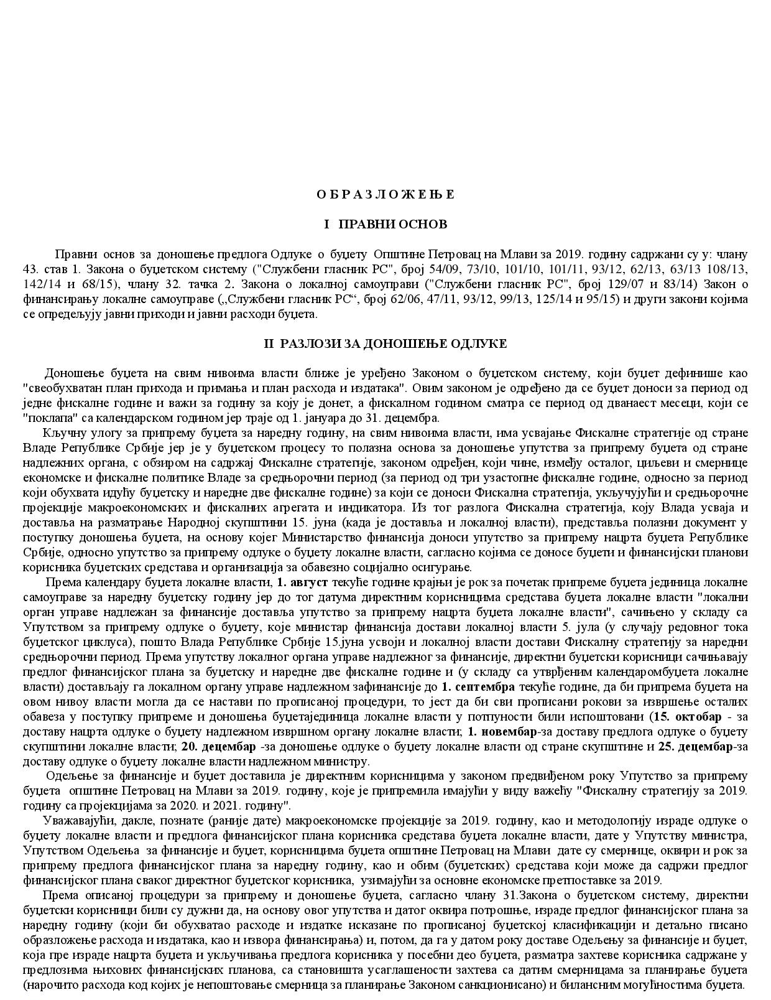 О Б Р А З Л О Ж Е Њ Е
I ПРАВНИ ОСНОВ
Правни основ за доношење предлога Одлуке о буџету Општине Петровац на Млави за 2019. годину садржани су у: члану
43. став 1. Закона о буџетском систему ("Службени гласник РС", број 54/09, 73/10, 101/10, 101/11, 93/12, 62/13, 63/13 108/13,
142/14 и 68/15), члану 32. тачка 2. Закона о локалној самоуправи ("Службени гласник РС", број 129/07 и 83/14) Закон о
финансирању локалне самоуправе („Службени гласник РС“, број 62/06, 47/11, 93/12, 99/13, 125/14 и 95/15) и други закони којима
се опредељују јавни приходи и јавни расходи буџета.
II РАЗЛОЗИ ЗА ДОНОШЕЊЕ ОДЛУКЕ
Доношење буџета на свим нивоима власти ближе је уређено Законом о буџетском систему, који буџет дефинише као
"свеобухватан план прихода и примања и план расхода и издатака". Овим законом је одређено да се буџет доноси за период од
једне фискалне године и важи за годину за коју је донет, а фискалном годином сматра се период од дванаест месеци, који се
"поклапа" са календарском годином јер траје од 1. јануара до 31. децембра.
Кључну улогу за припрему буџета за наредну годину, на свим нивоима власти, има усвајање Фискалне стратегије од стране
Владе Републике Србије јер је у буџетском процесу то полазна основа за доношење упутства за припрему буџета од стране
надлежних органа, с обзиром на садржај Фискалне стратегије, законом одређен, који чине, између осталог, циљеви и смернице
економске и фискалне политике Владе за средњорочни период (за период од три узастопне фискалне године, односно за период
који обухвата идућу буџетску и наредне две фискалне године) за који се доноси Фискална стратегија, укључујући и средњорочне
пројекције макроекономских и фискалних агрегата и индикатора. Из тог разлога Фискална стратегија, коју Влада усваја и
доставља на разматрање Народној скупштини 15. јуна (када је доставља и локалној власти), представља полазни документ у
поступку доношења буџета, на основу којег Министарство финансија доноси упутство за припрему нацрта буџета Републике
Србије, односно упутство за припрему одлуке о буџету локалне власти, сагласно којима се доносе буџети и финансијски планови
корисника буџетских средстава и организација за обавезно социјално осигурање.
Према календару буџета локалне власти, 1. август текуће године крајњи је рок за почетак припреме буџета јединица локалне
самоуправе за наредну буџетску годину јер до тог датума директним корисницима средстава буџета локалне власти "локални
орган управе надлежан за финансије доставља упутство за припрему нацрта буџета локалне власти", сачињено у складу са
Упутством за припрему одлуке о буџету, које министар финансија достави локалној власти 5. јула (у случају редовног тока
буџетског циклуса), пошто Влада Републике Србије 15.јуна усвоји и локалној власти достави Фискалну стратегију за наредни
средњорочни период. Према упутству локалног органа управе надлежног за финансије, директни буџетски корисници сачињавају
предлог финансијског плана за буџетску и наредне две фискалне године и (у складу са утврђеним календаромбуџета локалне
власти) достављају га локалном органу управе надлежном зафинансије до 1. септембра текуће године, да би припрема буџета на
овом нивоу власти могла да се настави по прописаној процедури, то јест да би сви прописани рокови за извршење осталих
обавеза у поступку припреме и доношења буџетајединица локалне власти у потпуности били испоштовани (15. октобар - за
доставу нацрта одлуке о буџету надлежном извршном органу локалне власти; 1. новембар-за доставу предлога одлуке о буџету
скупштини локалне власти; 20. децембар -за доношење одлуке о буџету локалне власти од стране скупштине и 25. децембар-за
доставу одлуке о буџету локалне власти надлежном министру.
Одељење за финансије и буџет доставила је директним корисницима у законом предвиђеном року Упутство за припрему
буџета општине Петровац на Млави за 2019. годину, које је припремила имајући у виду важећу "Фискалну стратегију за 2019.
годину са пројекцијама за 2020. и 2021. годину".
Уважавајући, дакле, познате (раније дате) макроекономске пројекције за 2019. годину, као и методологију израде одлуке о
буџету локалне власти и предлога финансијског плана корисника средстава буџета локалне власти, дате у Упутству министра,
Упутством Одељења за финансије и буџет, корисницима буџета општине Петровац на Млави дате су смернице, оквири и рок за
припрему предлога финансијског плана за наредну годину, као и обим (буџетских) средстава који може да садржи предлог
финансијског плана сваког директног буџетског корисника, узимајући за основне економске претпоставке за 2019.
Према описаној процедури за припрему и доношење буџета, сагласно члану 31.Закона о буџетском систему, директни
буџетски корисници били су дужни да, на основу овог упутства и датог оквира потрошње, израде предлог финансијског плана за
наредну годину (који би обухватао расходе и издатке исказане по прописаној буџетској класификацији и детаљно писано
образложење расхода и издатака, као и извора финансирања) и, потом, да га у датом року доставе Одељењу за финансије и буџет,
која пре израде нацрта буџета и укључивања предлога корисника у посебни део буџета, разматра захтеве корисника садржане у
предлозима њихових финансијских планова, са становишта усаглашености захтева са датим смерницама за планирање буџета
(нарочито расхода код којих је непоштовање смерница за планирање Законом санкционисано) и билансним могућностима буџета.